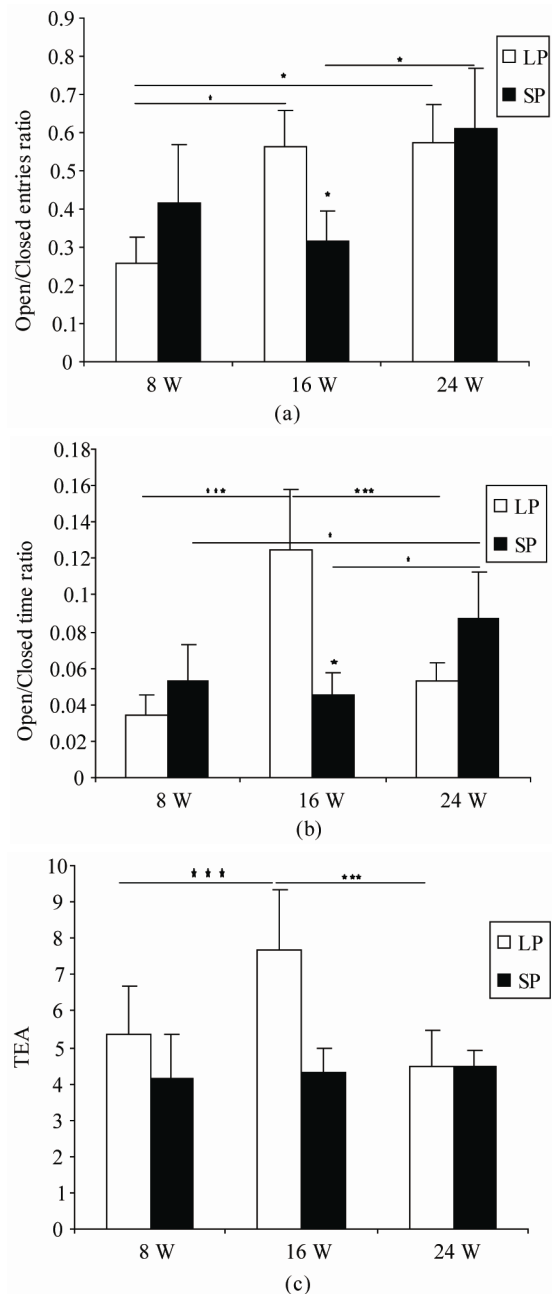 Open/Closed entries ratio
0.9
0.8
0.7
0.6
0.5
0.4
0.3
0.2
0.1
0
*
*
*
*
LP
SP
8 W
16 W
24 W
(a)
Open/Closed time ratio
0.18
0.16
0.14
0.12
0.1
0.08
0.06
0.04
0.02
0
***
***
*
*
*
LP
SP
8 W
16 W
24 W
(b)
TEA
10
9
8
7
6
5
4
3
2
1
0
***
***
LP
SP
8 W
16 W
24 W
(c)